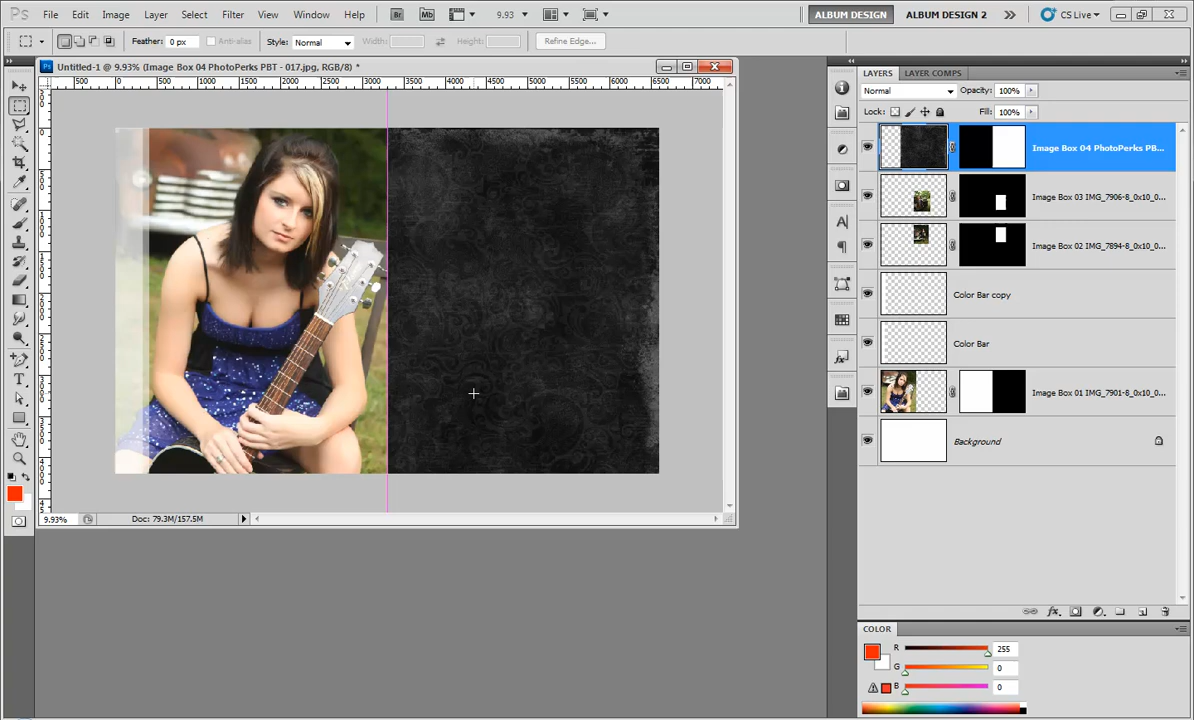 Ps File Edit Image Layer Select Filter View Window Help Br Mb 9.93 ALBUM DESIGN ALBUM DESIGN 2 CS Live
Feather: 0 px Anti-alias Style: Normal Width: Height: Refine Edge...
Untitled-1 @ 9.93% (Image Box 04 PhotoPerks PBT - 017.jpg, RGB/8) *
500 0 500 1000 1500 2000 2500 3000 3500 4000 4500 5000 5500 6000 6500 7000
LAYERS LAYER COMPS
Normal Opacity: 100%
Lock: Fill: 100%
Image Box 04 PhotoPerks PB...
Image Box 03 IMG_7906-8_0x10_0...
Image Box 02 IMG_7894-8_0x10_0...
Color Bar copy
Color Bar
Image Box 01 IMG_7901-8_0x10_0...
Background
9.93% Doc: 79.3M/157.5M
fx
COLOR
R 255
G 0
B 0